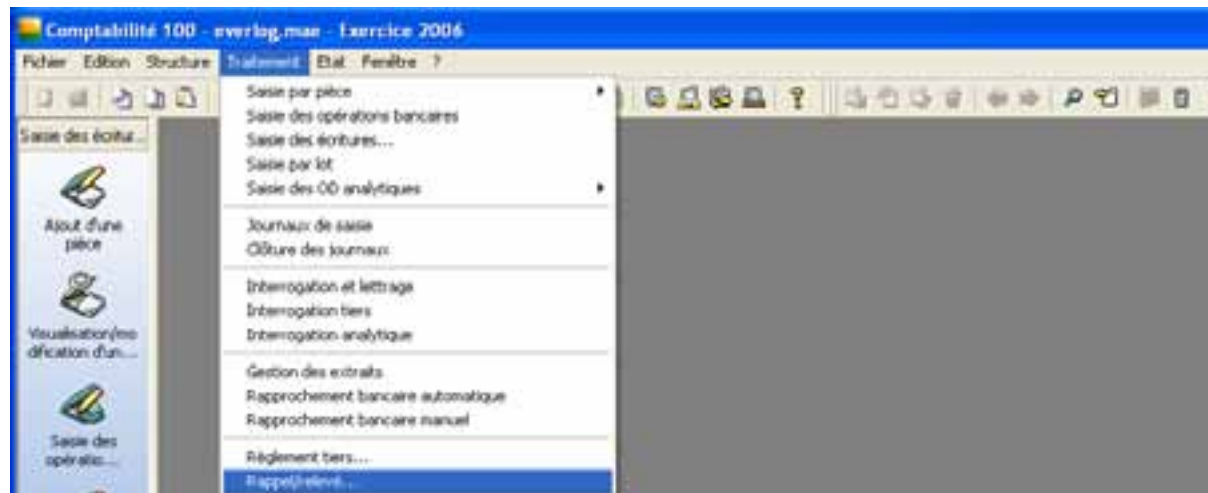 Comptabilité 100 - everlog.mae - Exercice 2006
Fichier Edition Structure Traitement Etat Fenêtre ?
Saisie des écritur...
Ajout d'une
pièce
Visualisation/mo
dification d'un...
Saisie des
opératio...
Saisie par pièce
Saisie des opérations bancaires
Saisie des écritures...
Saisie par lot
Saisie des OD analytiques
Journaux de saisie
Clôture des journaux
Interrogation et lettrage
Interrogation tiers
Interrogation analytique
Gestion des extraits
Rapprochement bancaire automatique
Rapprochement bancaire manuel
Règlement tiers...
Rappel/relevé...